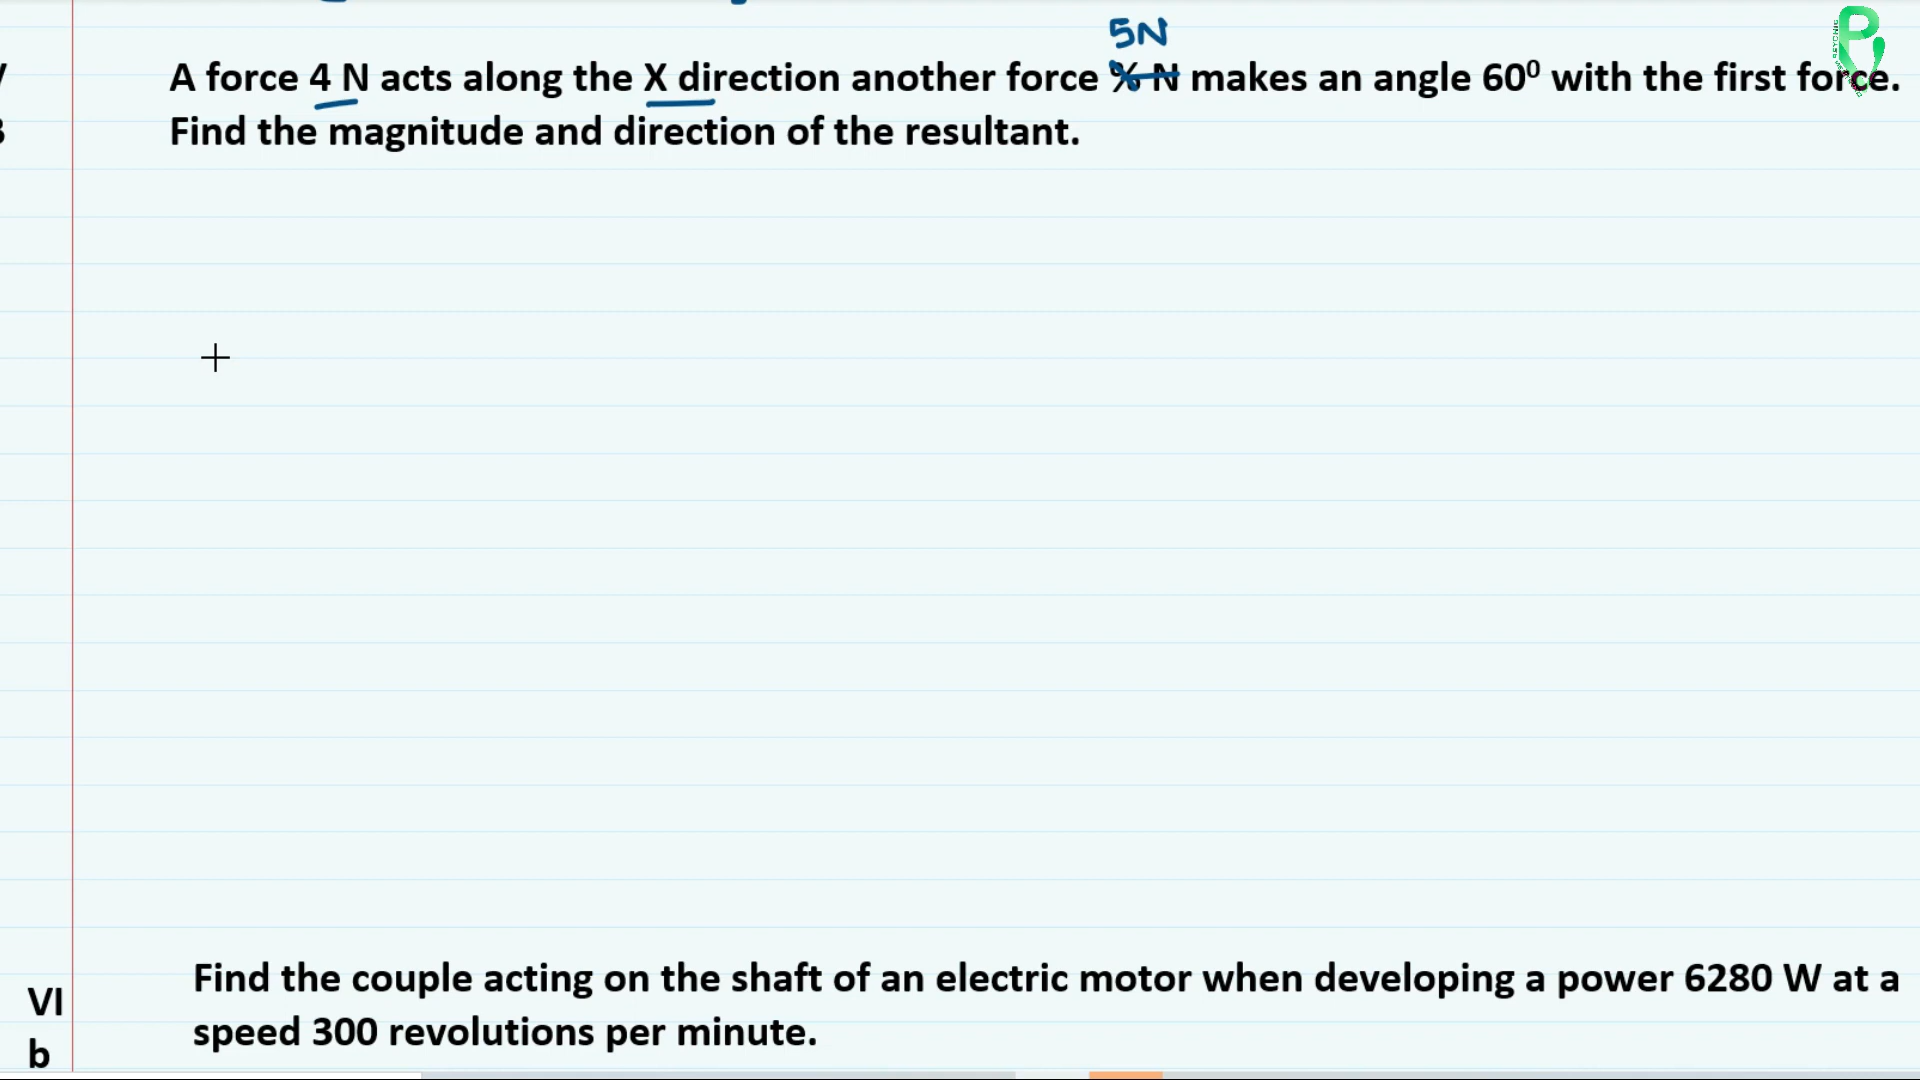 5N
A force 4 N acts along the X direction another force % N makes an angle 60⁰ with the first force.
Find the magnitude and direction of the resultant.
Find the couple acting on the shaft of an electric motor when developing a power 6280 W at a
VI
speed 300 revolutions per minute.
b